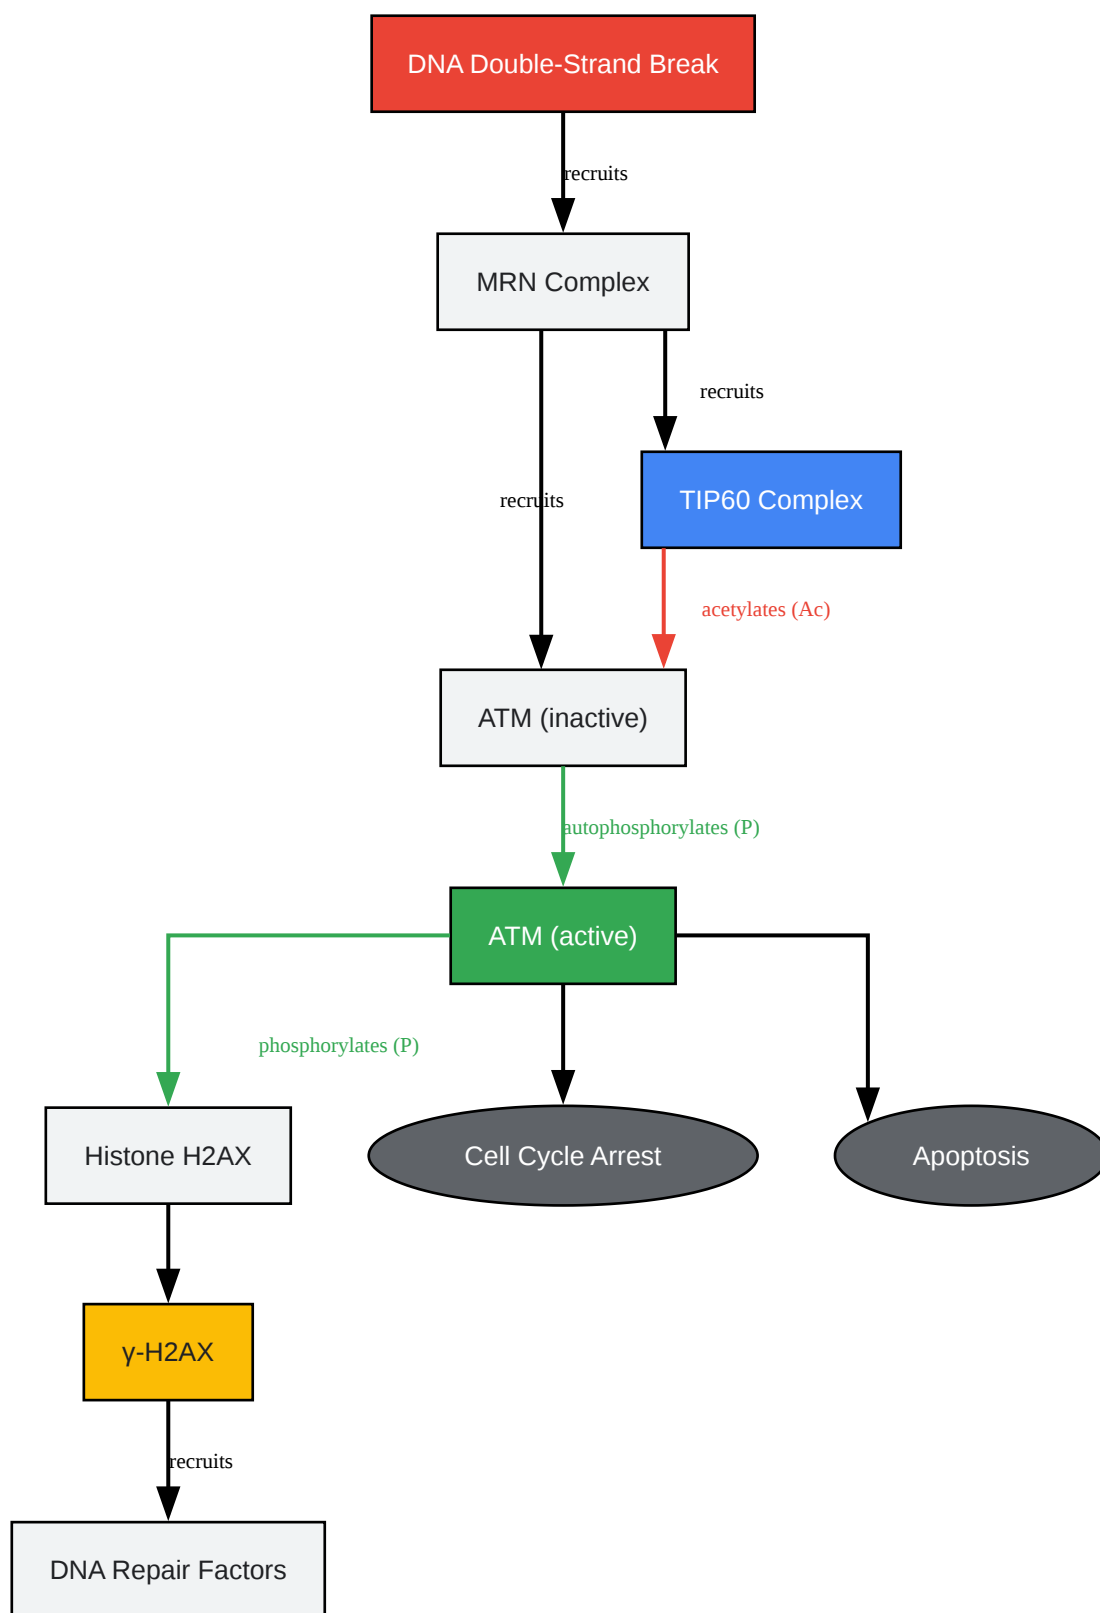 DNA Double-Strand Break
recruits
MRN Complex
recruits
TIP60 Complex
recruits
acetylates (Ac)
ATM (inactive)
autophosphorylates (P)
ATM (active)
phosphorylates (P)
Histone H2AX
Cell Cycle Arrest
Apoptosis
γ-H2AX
recruits
DNA Repair Factors